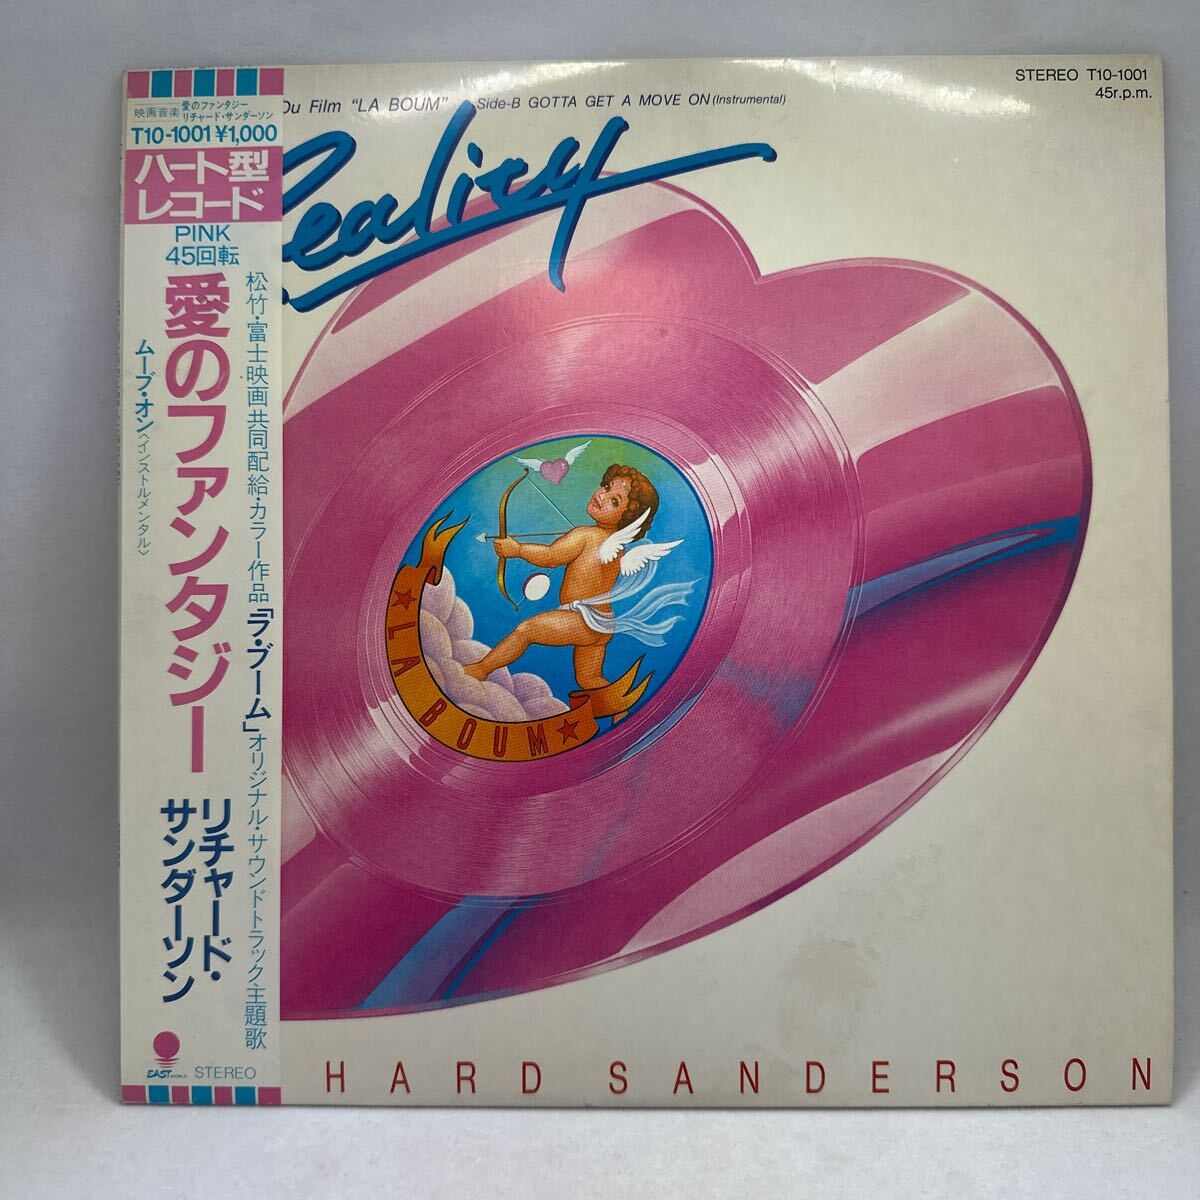 映画音楽 愛のファンタジー
リチャード・サンダーソン
T10-1001 ¥1,000
ハート型
レコード
PINK
45回転
松竹・富士映画共同配給・カラー作品「ラ・ブーム」オリジナル・サウンドトラック主題歌
愛のファンタジー
ムーブ・オン〈インストルメンタル〉
リチャード・
サンダーソン
EAST WORLD STEREO
Du Film “LA BOUM” Side-B GOTTA GET A MOVE ON (Instrumental)
STEREO T10-1001
45r.p.m.
Reality
LA BOUM
HARD SANDERSON